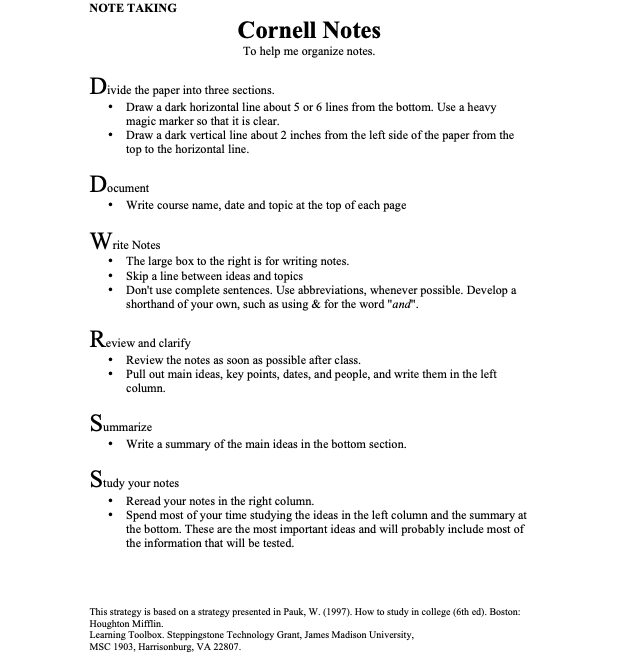 NOTE TAKING
Cornell Notes
To help me organize notes.
Divide the paper into three sections.
• Draw a dark horizontal line about 5 or 6 lines from the bottom. Use a heavy
magic marker so that it is clear.
• Draw a dark vertical line about 2 inches from the left side of the paper from the
top to the horizontal line.
Document
• Write course name, date and topic at the top of each page
Write Notes
• The large box to the right is for writing notes.
• Skip a line between ideas and topics
• Don't use complete sentences. Use abbreviations, whenever possible. Develop a
shorthand of your own, such as using & for the word "and".
Review and clarify
• Review the notes as soon as possible after class.
• Pull out main ideas, key points, dates, and people, and write them in the left
column.
Summarize
• Write a summary of the main ideas in the bottom section.
Study your notes
• Reread your notes in the right column.
• Spend most of your time studying the ideas in the left column and the summary at
the bottom. These are the most important ideas and will probably include most of
the information that will be tested.
This strategy is based on a strategy presented in Pauk, W. (1997). How to study in college (6th ed). Boston:
Houghton Mifflin.
Learning Toolbox. Steppingstone Technology Grant, James Madison University,
MSC 1903, Harrisonburg, VA 22807.